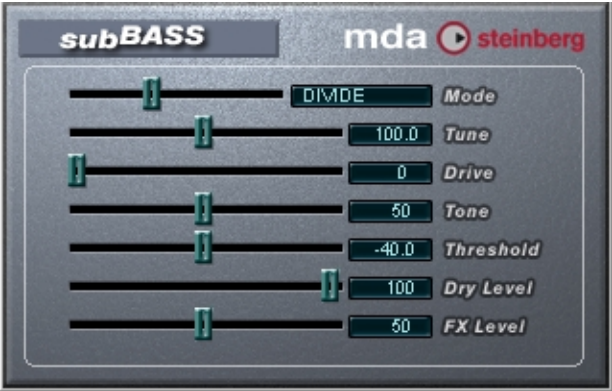 subBASS mda steinberg
DIVIDE Mode
100.0 Tune
0 Drive
50 Tone
-40.0 Threshold
100 Dry Level
50 FX Level